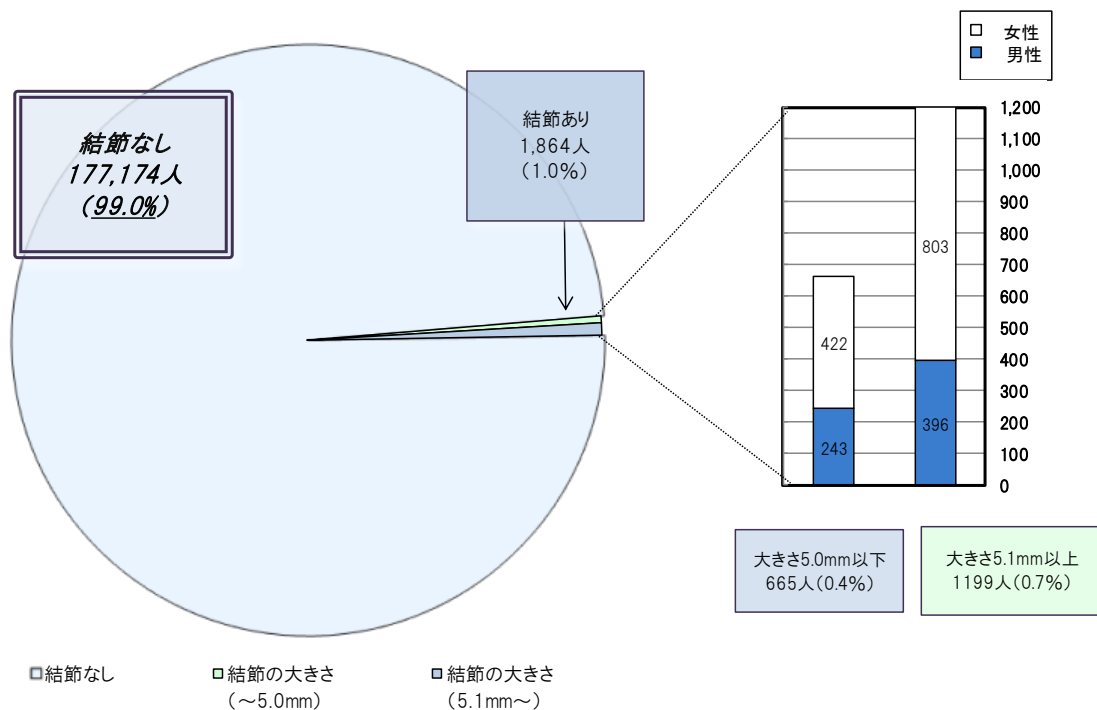 女性
男性
結節なし
177,174人
(99.0%)
結節あり
1,864人
(1.0%)
1,200
1,100
1,000
900
800
700
600
500
400
300
200
100
0
803
422
396
243
大きさ5.0mm以下
665人(0.4%)
大きさ5.1mm以上
1199人(0.7%)
結節なし
結節の大きさ
(~5.0mm)
結節の大きさ
(5.1mm~)